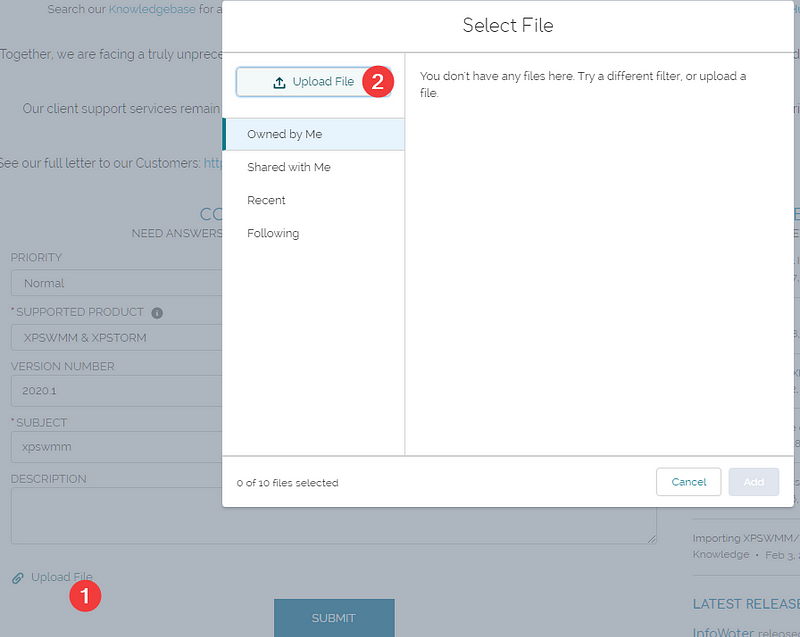 Search our Knowledgebase for a
Together, we are facing a truly unprece
Our client support services remain
See our full letter to our Customers: http
CO
NEED ANSWERS
PRIORITY
Normal
*SUPPORTED PRODUCT i
XPSWMM & XPSTORM
VERSION NUMBER
2020.1
*SUBJECT
xpswmm
DESCRIPTION
Upload File
1
SUBMIT
Select File
Upload File
2
Owned by Me
Shared with Me
Recent
Following
You don't have any files here. Try a different filter, or upload a
file.
0 of 10 files selected
Cancel
Add
Importing XPSWMM/
Knowledge • Feb 3, 2
LATEST RELEASE
InfoWater released